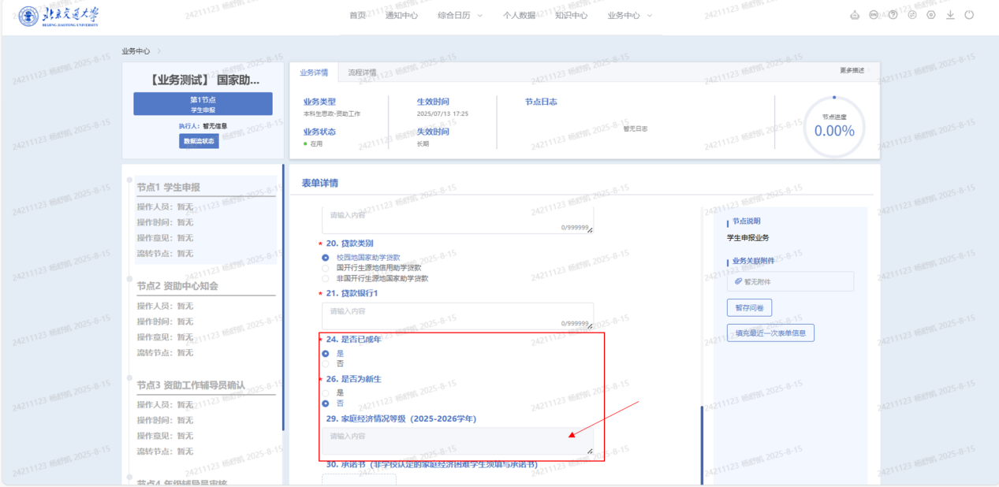 北京交通大学
BEIJING JIAOTONG UNIVERSITY
首页
通知中心
综合日历
个人数据
知识中心
业务中心
业务中心
【业务测试】 国家助...
第1节点
学生申报
执行人：暂无信息
数据流状态
业务详情
流程详情
更多描述
业务类型
本科生思政-资助工作
业务状态
在用
生效时间
2025/07/13 17:25
失效时间
长期
节点日志
暂无日志
节点进度
0.00%
节点1 学生申报
操作人员：暂无
操作时间：暂无
操作意见：暂无
流转节点：暂无
节点2 资助中心知会
操作人员：暂无
操作时间：暂无
操作意见：暂无
流转节点：暂无
节点3 资助工作辅导员确认
操作人员：暂无
操作时间：暂无
操作意见：暂无
流转节点：暂无
节点4 年级辅导员审核
表单详情
请输入内容
0/999999
* 20. 贷款类别
校园地国家助学贷款
国开行生源地信用助学贷款
非国开行生源地国家助学贷款
* 21. 贷款银行1
请输入内容
0/999999
* 24. 是否已成年
是
否
* 26. 是否为新生
是
否
29. 家庭经济情况等级（2025-2026学年）
请输入内容
30. 承诺书（非学校认定的家庭经济困难学生须填写承诺书）
节点说明
学生申报业务
业务关联附件
暂无附件
暂存问卷
填充最近一次表单信息